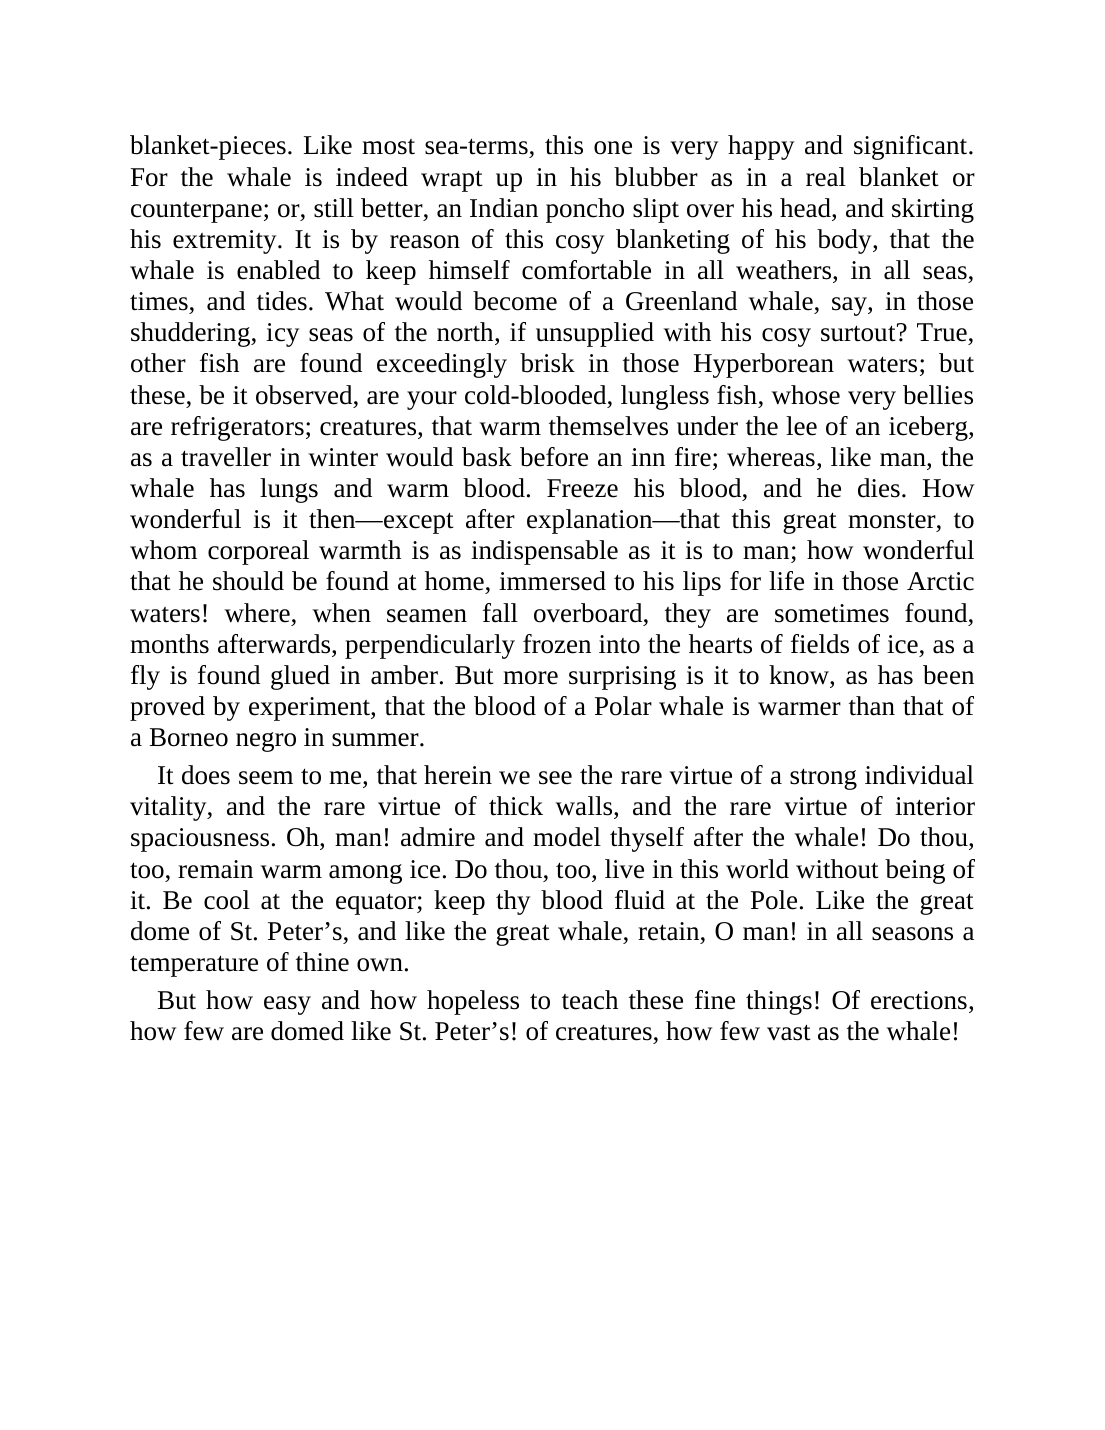 blanket-pieces. Like most sea-terms, this one is very happy and significant.
For the whale is indeed wrapt up in his blubber as in a real blanket or
counterpane; or, still better, an Indian poncho slipt over his head, and skirting
his extremity. It is by reason of this cosy blanketing of his body, that the
whale is enabled to keep himself comfortable in all weathers, in all seas,
times, and tides. What would become of a Greenland whale, say, in those
shuddering, icy seas of the north, if unsupplied with his cosy surtout? True,
other fish are found exceedingly brisk in those Hyperborean waters; but
these, be it observed, are your cold-blooded, lungless fish, whose very bellies
are refrigerators; creatures, that warm themselves under the lee of an iceberg,
as a traveller in winter would bask before an inn fire; whereas, like man, the
whale has lungs and warm blood. Freeze his blood, and he dies. How
wonderful is it then—except after explanation—that this great monster, to
whom corporeal warmth is as indispensable as it is to man; how wonderful
that he should be found at home, immersed to his lips for life in those Arctic
waters! where, when seamen fall overboard, they are sometimes found,
months afterwards, perpendicularly frozen into the hearts of fields of ice, as a
fly is found glued in amber. But more surprising is it to know, as has been
proved by experiment, that the blood of a Polar whale is warmer than that of
a Borneo negro in summer.
It does seem to me, that herein we see the rare virtue of a strong individual
vitality, and the rare virtue of thick walls, and the rare virtue of interior
spaciousness. Oh, man! admire and model thyself after the whale! Do thou,
too, remain warm among ice. Do thou, too, live in this world without being of
it. Be cool at the equator; keep thy blood fluid at the Pole. Like the great
dome of St. Peter’s, and like the great whale, retain, O man! in all seasons a
temperature of thine own.
But how easy and how hopeless to teach these fine things! Of erections,
how few are domed like St. Peter’s! of creatures, how few vast as the whale!